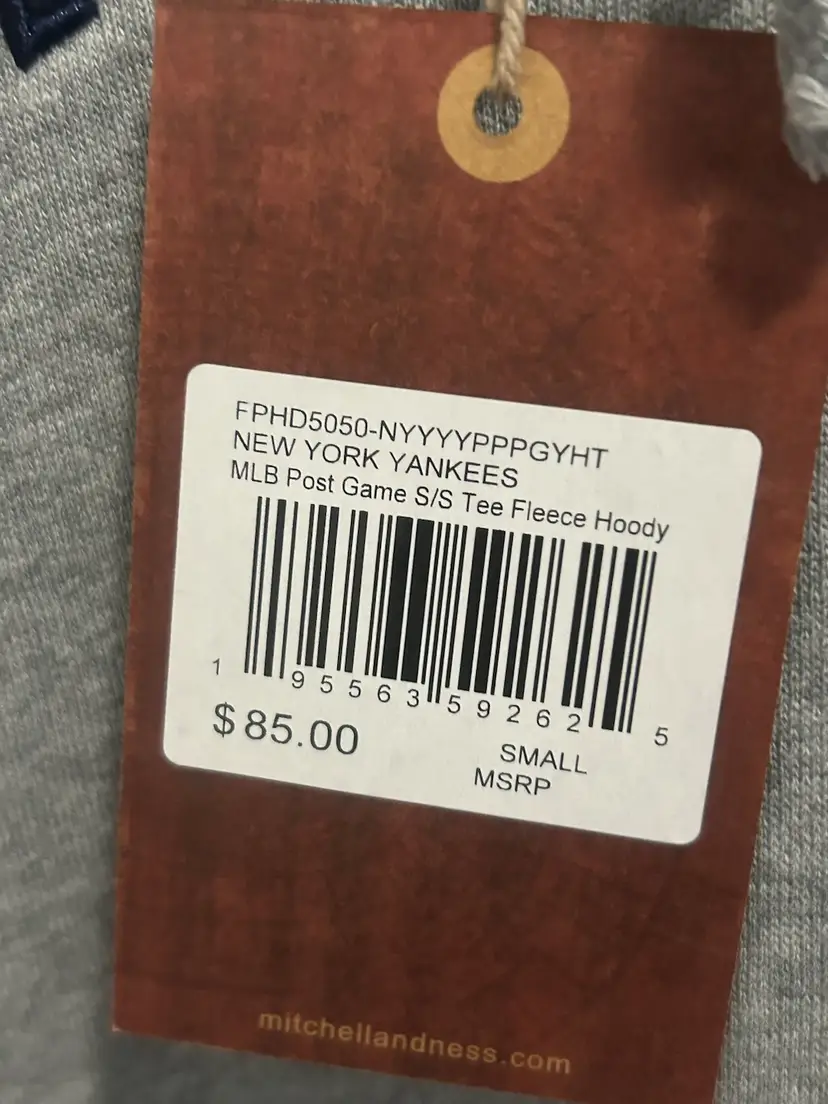 FPHD5050-NYYYYPPPGYHT
NEW YORK YANKEES
MLB Post Game S/S Tee Fleece Hoody
1 95563 59262 5
$85.00
SMALL
MSRP
mitchellandness.com